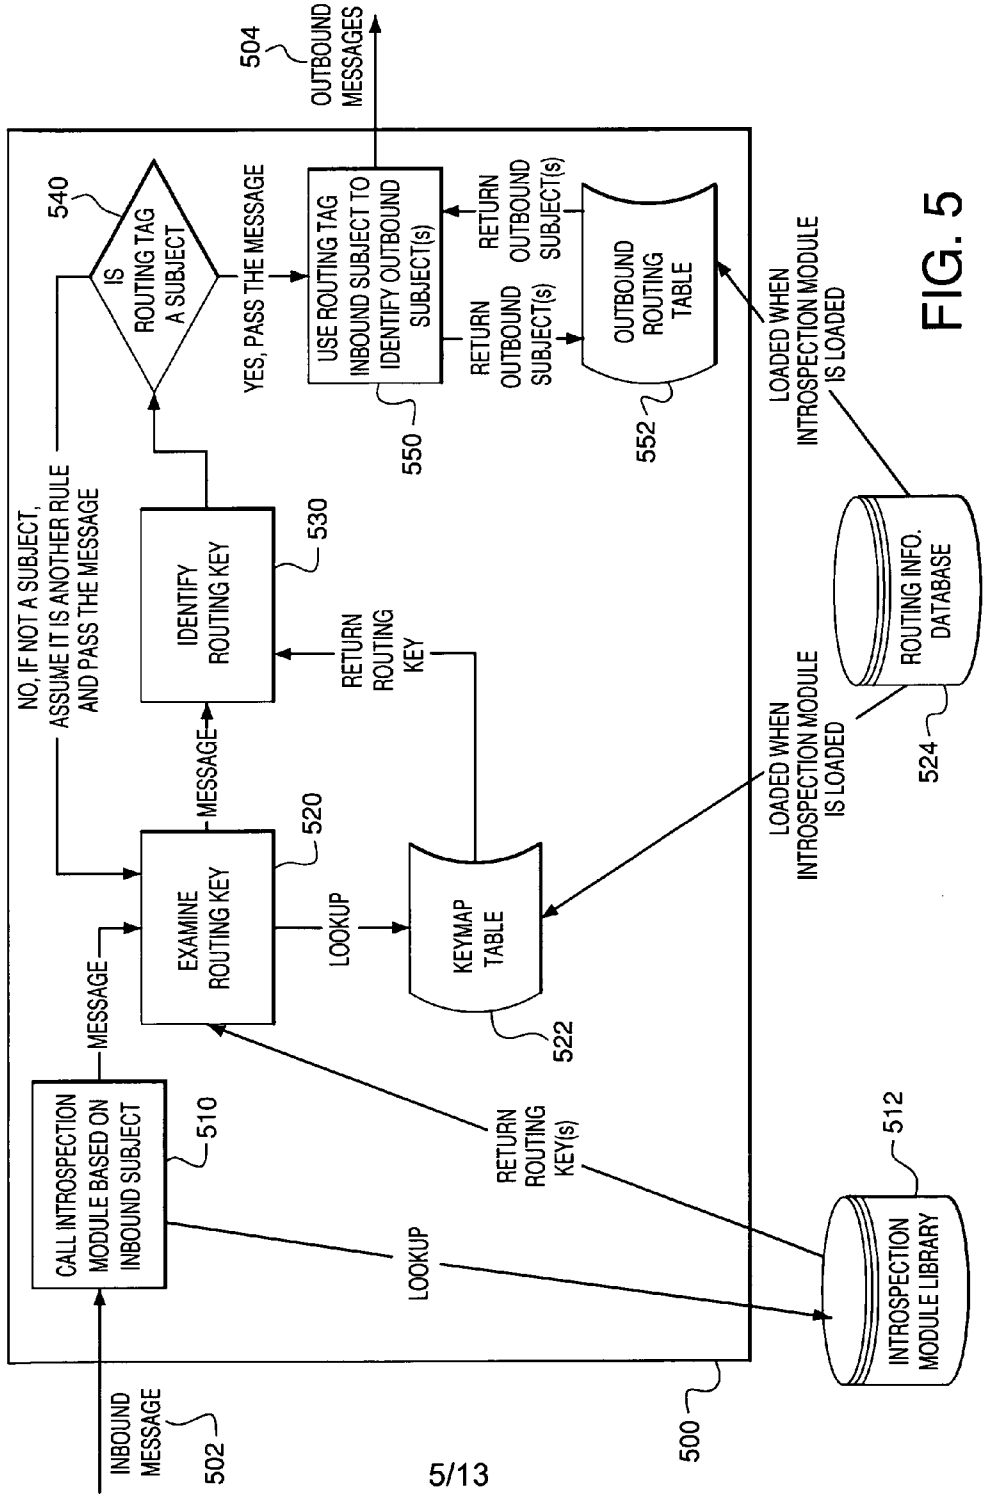 5/13
INBOUND
MESSAGE
502
CALL INTROSPECTION
MODULE BASED ON
INBOUND SUBJECT
510
MESSAGE
LOOKUP
INTROSPECTION
MODULE LIBRARY
512
RETURN
ROUTING
KEY(s)
500
NO, IF NOT A SUBJECT,
ASSUME IT IS ANOTHER RULE
AND PASS THE MESSAGE
EXAMINE
ROUTING KEY
520
LOOKUP
KEYMAP
TABLE
522
MESSAGE
IDENTIFY
ROUTING KEY
530
RETURN
ROUTING
KEY
LOADED WHEN
INTROSPECTION MODULE
IS LOADED
ROUTING INFO.
DATABASE
524
IS
ROUTING TAG
A SUBJECT
540
YES, PASS THE MESSAGE
USE ROUTING TAG
INBOUND SUBJECT TO
IDENTIFY OUTBOUND
SUBJECT(s)
550
RETURN
OUTBOUND
SUBJECT(s)
RETURN
OUTBOUND
SUBJECT(s)
OUTBOUND
ROUTING
TABLE
552
LOADED WHEN
INTROSPECTION MODULE
IS LOADED
504
OUTBOUND
MESSAGES
FIG. 5